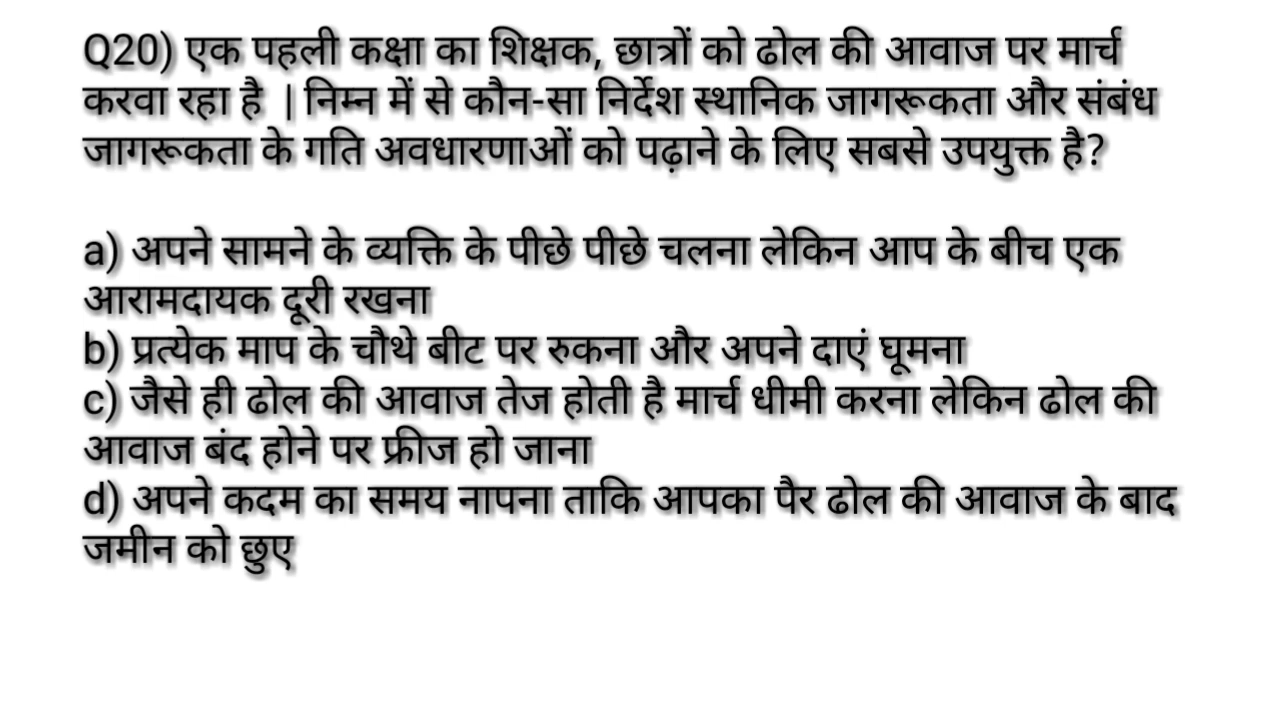 Q20) एक पहली कक्षा का शिक्षक, छात्रों को ढोल की आवाज पर मार्च
करवा रहा है | निम्न में से कौन-सा निर्देश स्थानिक जागरूकता और संबंध
जागरूकता के गति अवधारणाओं को पढ़ाने के लिए सबसे उपयुक्त है?
a) अपने सामने के व्यक्ति के पीछे पीछे चलना लेकिन आप के बीच एक
आरामदायक दूरी रखना
b) प्रत्येक माप के चौथे बीट पर रुकना और अपने दाएं घूमना
c) जैसे ही ढोल की आवाज तेज होती है मार्च धीमी करना लेकिन ढोल की
आवाज बंद होने पर फ्रीज हो जाना
d) अपने कदम का समय नापना ताकि आपका पैर ढोल की आवाज के बाद
जमीन को छुए